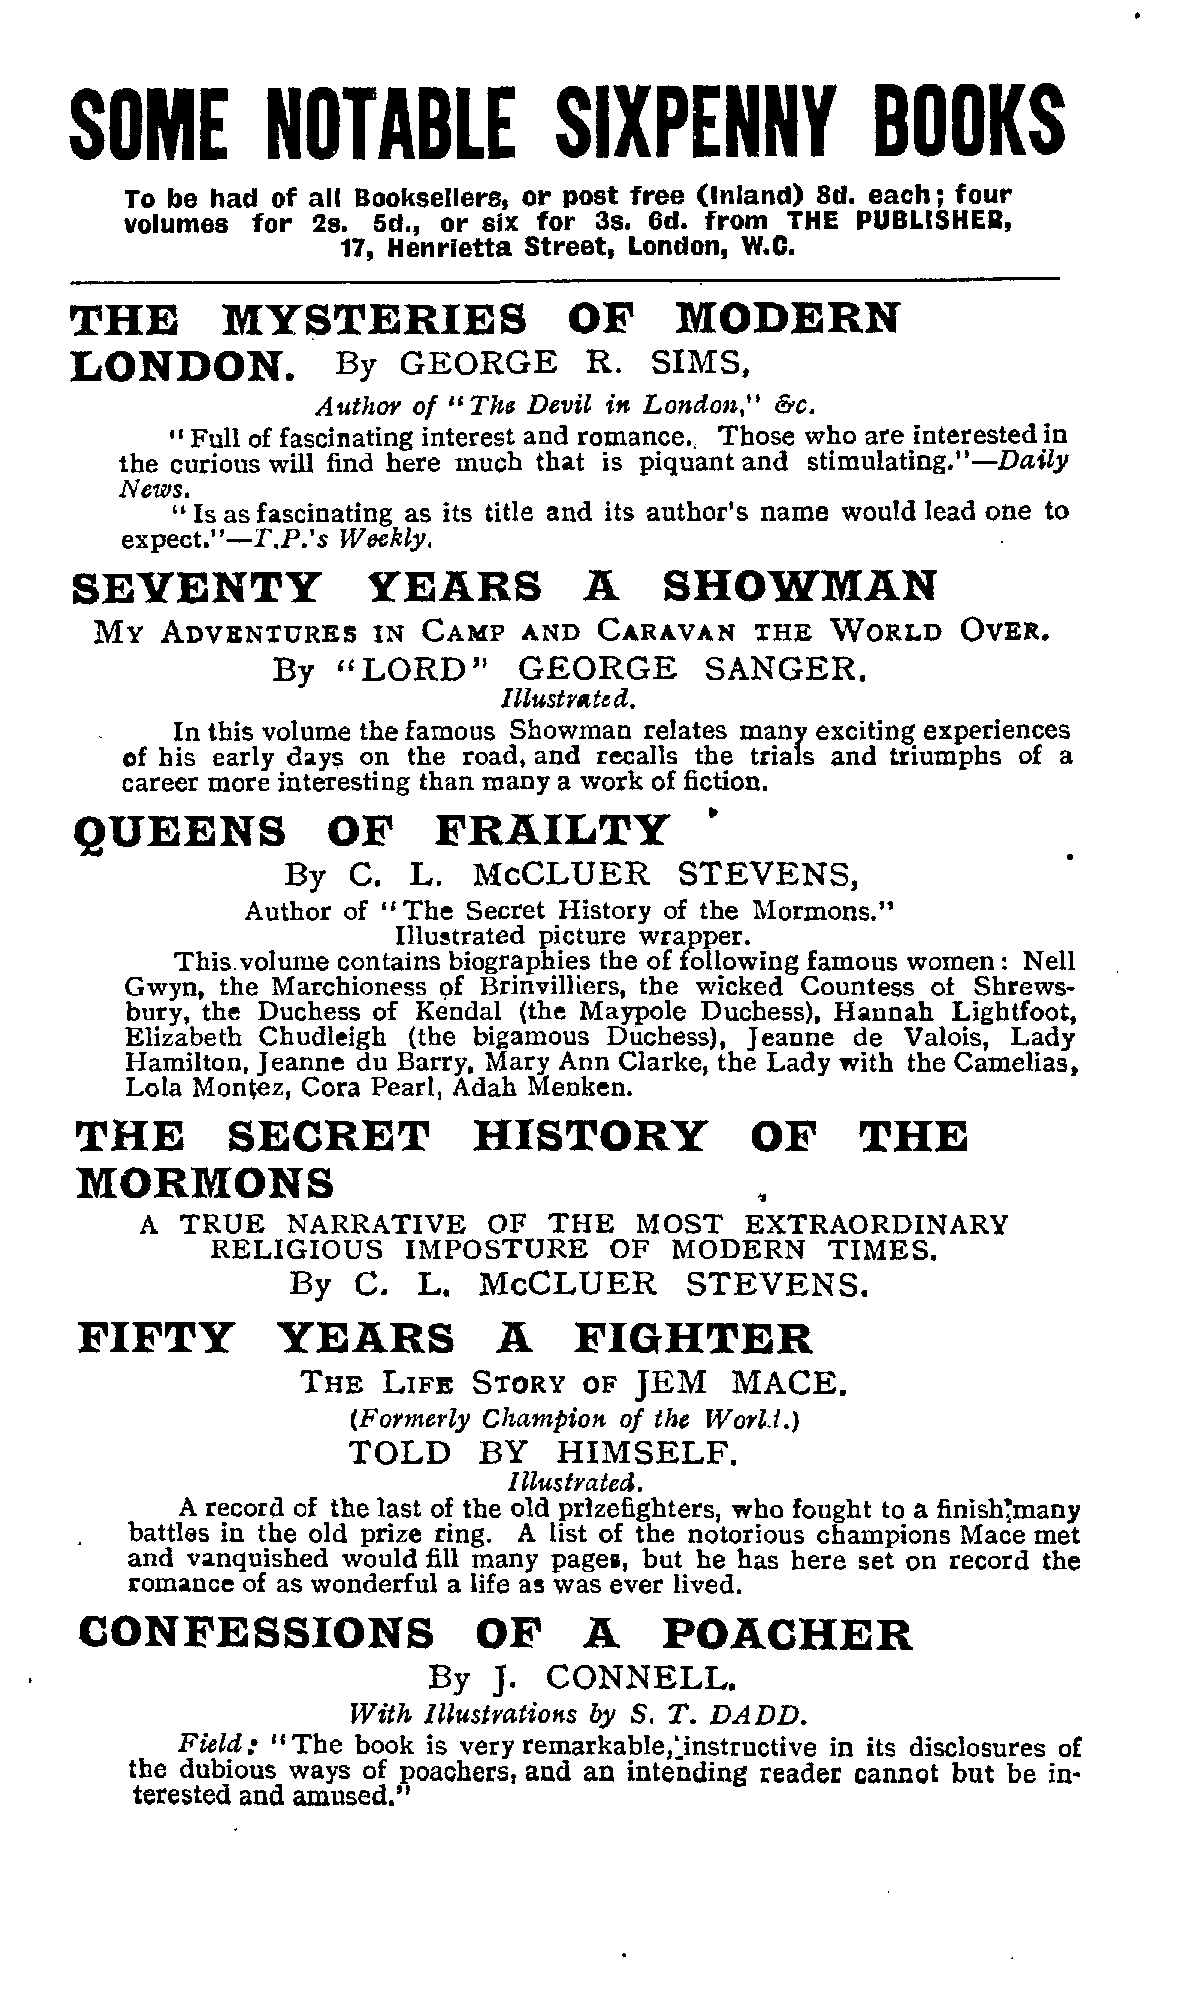 SOME NOTABLE SIXPENNY BOOKS
To be had of all Booksellers, or post free (Inland) 8d. each; four
volumes for 2s. 5d., or six for 3s. 6d. from THE PUBLISHER,
17, Henrietta Street, London, W.C.
THE MYSTERIES OF MODERN
LONDON. By GEORGE R. SIMS,
Author of "The Devil in London," &c.
"Full of fascinating interest and romance. Those who are interested in
the curious will find here much that is piquant and stimulating."—Daily
News.
"Is as fascinating as its title and its author's name would lead one to
expect."—T.P.'s Weekly.
SEVENTY YEARS A SHOWMAN
MY ADVENTURES IN CAMP AND CARAVAN THE WORLD OVER.
By "LORD" GEORGE SANGER.
Illustrated.
In this volume the famous Showman relates many exciting experiences
of his early days on the road, and recalls the trials and triumphs of a
career more interesting than many a work of fiction.
QUEENS OF FRAILTY
By C. L. McCLUER STEVENS,
Author of "The Secret History of the Mormons."
Illustrated picture wrapper.
This volume contains biographies the of following famous women: Nell
Gwyn, the Marchioness of Brinvilliers, the wicked Countess of Shrews-
bury, the Duchess of Kendal (the Maypole Duchess), Hannah Lightfoot,
Elizabeth Chudleigh (the bigamous Duchess), Jeanne de Valois, Lady
Hamilton, Jeanne du Barry, Mary Ann Clarke, the Lady with the Camelias,
Lola Montez, Cora Pearl, Adah Menken.
THE SECRET HISTORY OF THE
MORMONS
A TRUE NARRATIVE OF THE MOST EXTRAORDINARY
RELIGIOUS IMPOSTURE OF MODERN TIMES.
By C. L. McCLUER STEVENS.
FIFTY YEARS A FIGHTER
THE LIFE STORY OF JEM MACE.
(Formerly Champion of the World.)
TOLD BY HIMSELF.
Illustrated.
A record of the last of the old prizefighters, who fought to a finish many
battles in the old prize ring. A list of the notorious champions Mace met
and vanquished would fill many pages, but he has here set on record the
romance of as wonderful a life as was ever lived.
CONFESSIONS OF A POACHER
By J. CONNELL.
With Illustrations by S. T. DADD.
Field: "The book is very remarkable, instructive in its disclosures of
the dubious ways of poachers, and an intending reader cannot but be in-
terested and amused."